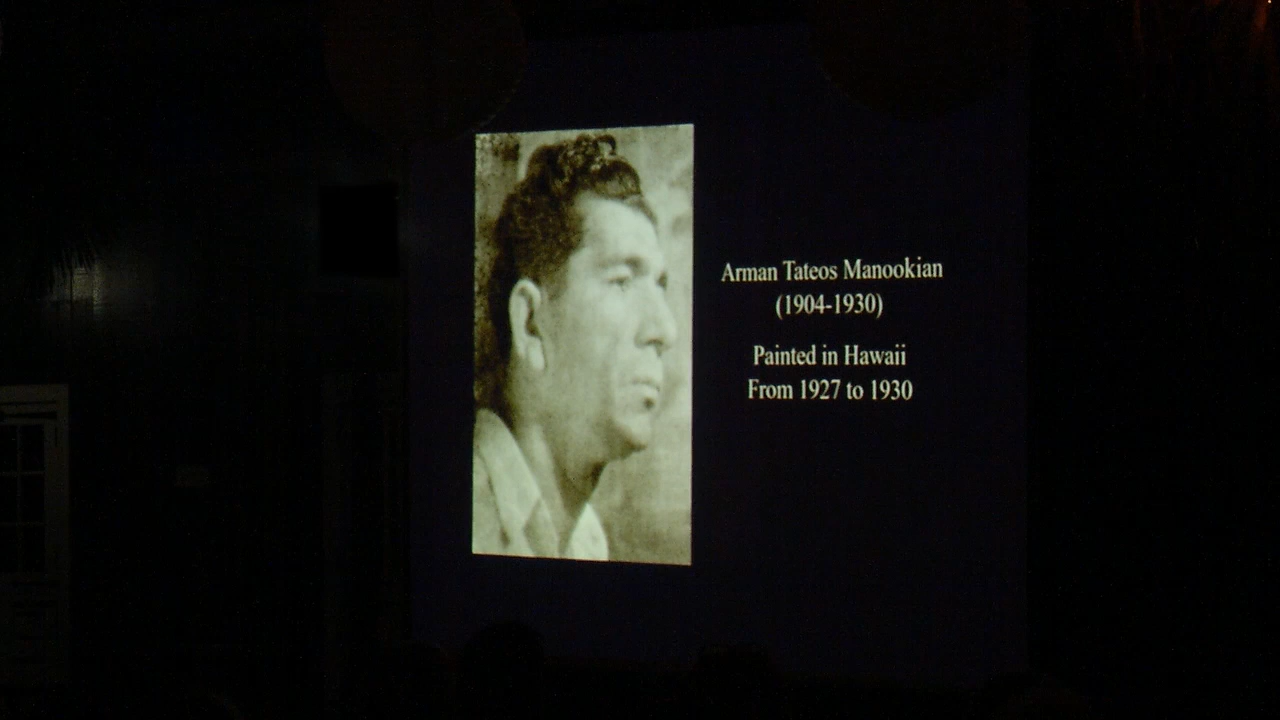 Arman Tateos Manookian
(1904-1930)
Painted in Hawaii
From 1927 to 1930